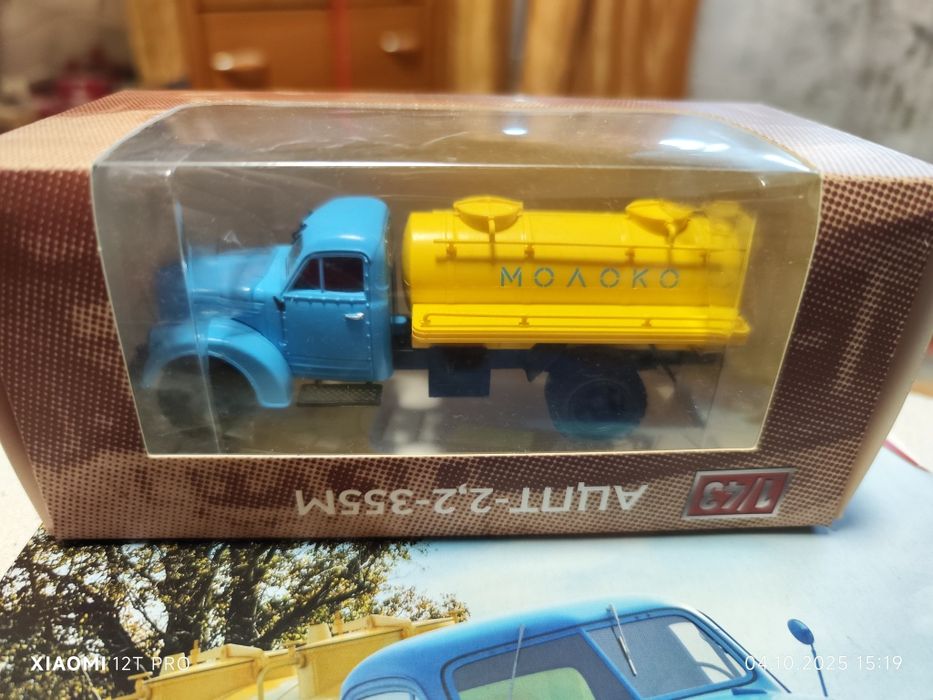 МОЛОКО
АЦПТ-2,2-355М
1/43
XIAOMI 12T PRO
04.10.2025 15:19